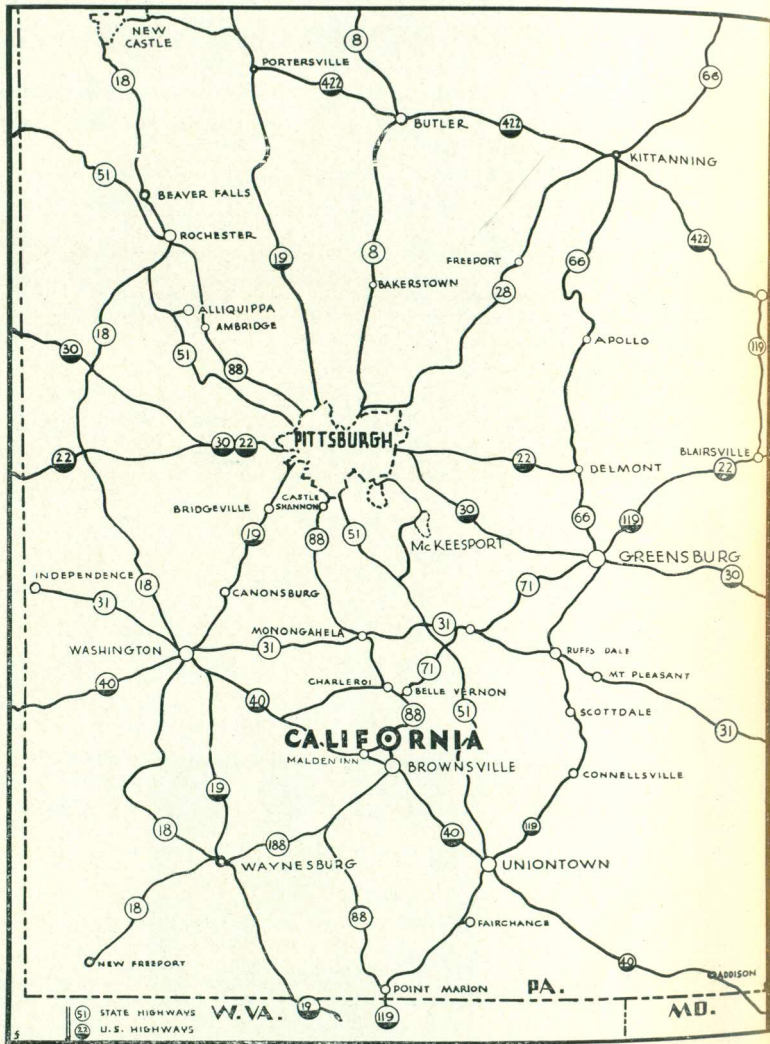 NEW
CASTLE
18
PORTERSVILLE
8
422
66
BUTLER
422
KITTANNING
51
BEAVER FALLS
ROCHESTER
19
8
FREEPORT
66
422
BAKERSTOWN
28
ALLIQUIPPA
AMBRIDGE
18
51
88
30
APOLLO
119
PITTSBURGH
30 22
22
22
DELMONT
BLAIRSVILLE
22
BRIDGEVILLE
CASTLE
SHANNON
30
66
119
19
88
51
McKEESPORT
GREENSBURG
30
INDEPENDENCE
31
18
CANONSBURG
71
MONONGAHELA
31
WASHINGTON
31
RUFFS DALE
MT PLEASANT
40
71
CHARLEROI
BELLE VERNON
40
88
51
SCOTTDALE
31
CALIFORNIA
MALDEN INN
BROWNSVILLE
CONNELLSVILLE
19
18
188
40
119
WAYNESBURG
UNIONTOWN
18
88
FAIRCHANCE
NEW FREEPORT
40
ADDISON
POINT MARION
PA.
51 STATE HIGHWAYS
22 U.S. HIGHWAYS
W.VA.
19
119
MD.
5